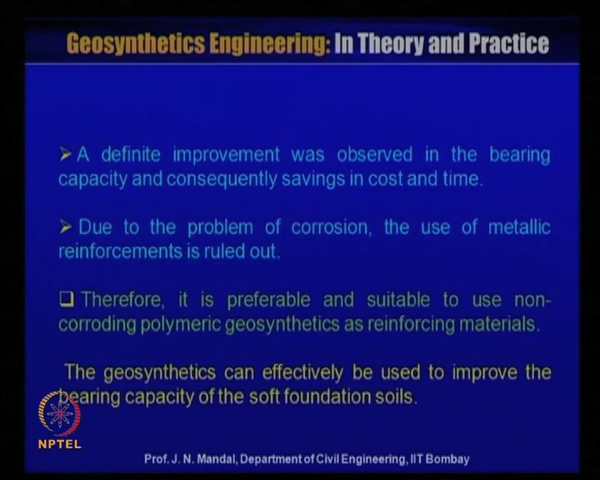 Geosynthetics Engineering: In Theory and Practice
➢ A definite improvement was observed in the bearing
capacity and consequently savings in cost and time.
➢ Due to the problem of corrosion, the use of metallic
reinforcements is ruled out.
❑ Therefore, it is preferable and suitable to use non-
corroding polymeric geosynthetics as reinforcing materials.
The geosynthetics can effectively be used to improve the
bearing capacity of the soft foundation soils.
NPTEL
Prof. J. N. Mandal, Department of Civil Engineering, IIT Bombay